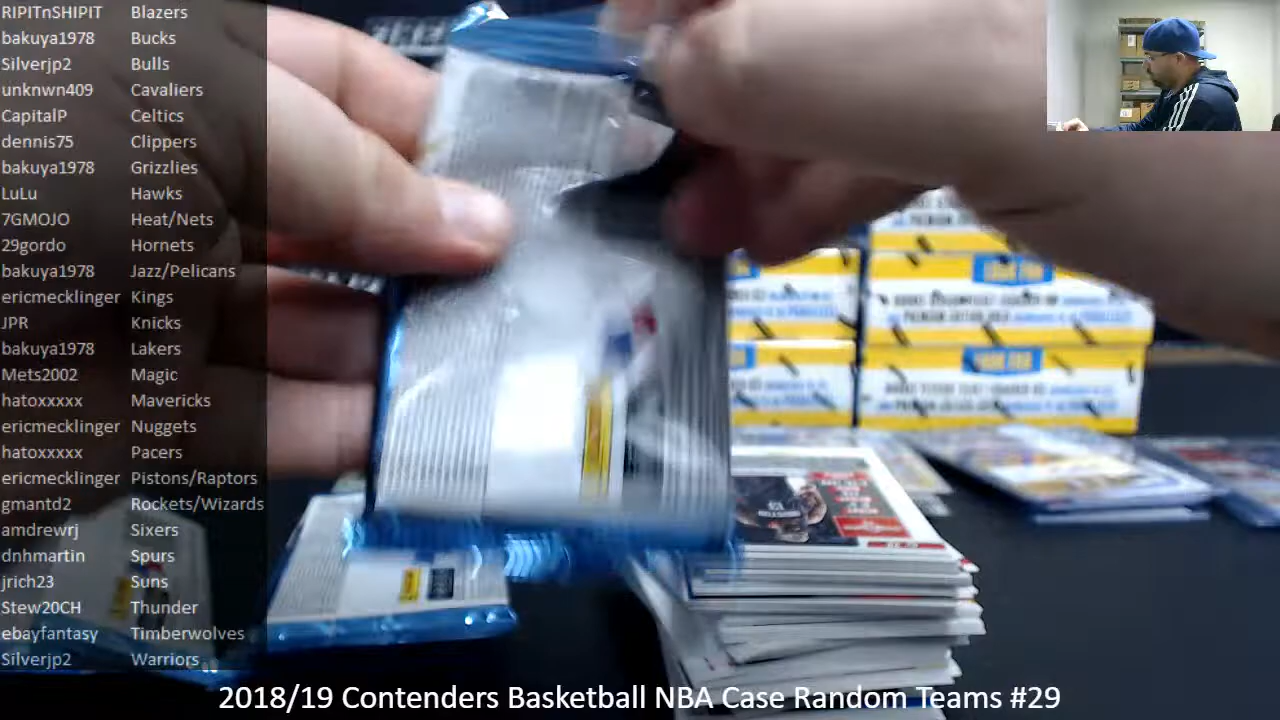 RIPITnSHIPIT Blazers
bakuya1978 Bucks
Silverjp2 Bulls
unknwn409 Cavaliers
CapitalP Celtics
dennis75 Clippers
bakuya1978 Grizzlies
LuLu Hawks
7GMOJO Heat/Nets
29gordo Hornets
bakuya1978 Jazz/Pelicans
ericmecklinger Kings
JPR Knicks
bakuya1978 Lakers
Mets2002 Magic
hatoxxxxx Mavericks
ericmecklinger Nuggets
hatoxxxxx Pacers
ericmecklinger Pistons/Raptors
gmantd2 Rockets/Wizards
amdrewrj Sixers
dnhmartin Spurs
jrich23 Suns
Stew20CH Thunder
ebayfantasy Timberwolves
Silverjp2 Warriors
2018/19 Contenders Basketball NBA Case Random Teams #29